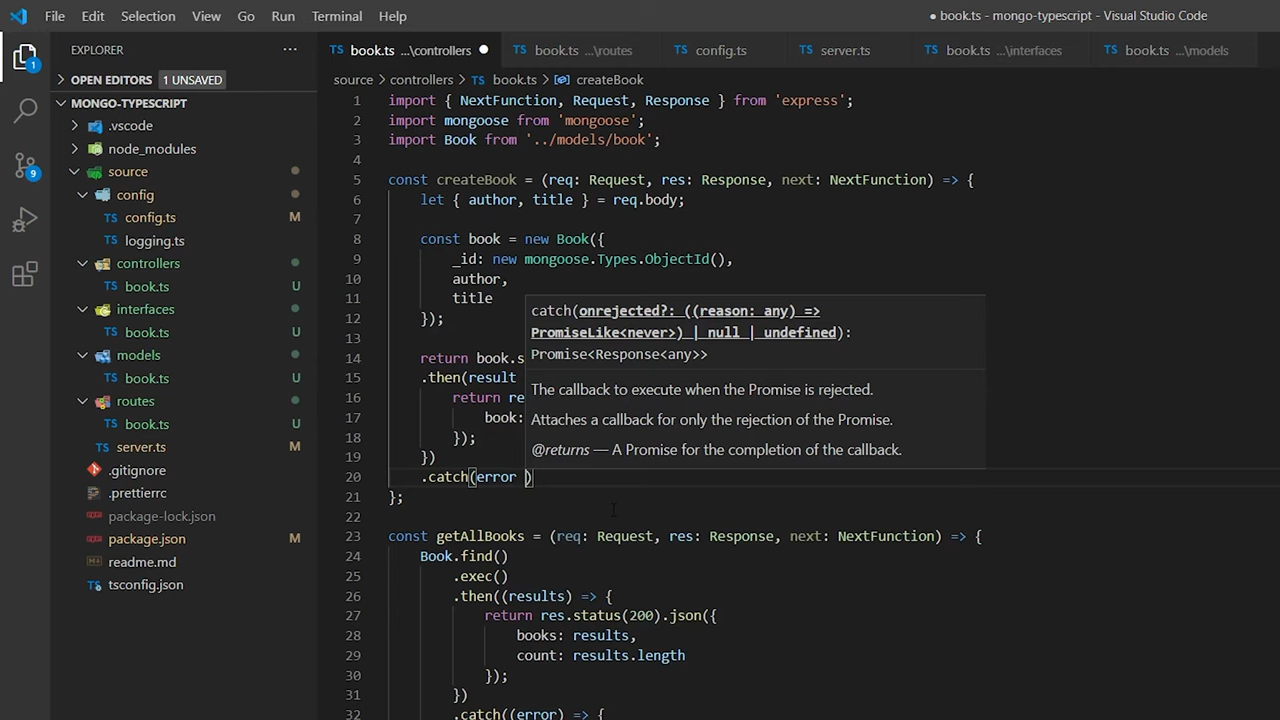 File Edit Selection View Go Run Terminal Help
● book.ts - mongo-typescript - Visual Studio Code
EXPLORER ...
OPEN EDITORS 1 UNSAVED
MONGO-TYPESCRIPT
.vscode
node_modules
source
config
TS config.ts M
TS logging.ts
controllers
TS book.ts U
interfaces
TS book.ts U
models
TS book.ts U
routes
TS book.ts U
TS server.ts M
.gitignore
.prettierrc
package-lock.json
package.json M
readme.md
TS tsconfig.json
1
9
TS book.ts ...\controllers ● TS book.ts ...\routes TS config.ts TS server.ts TS book.ts ...\interfaces TS book.ts ...\models
source > controllers > TS book.ts > createBook
1 import { NextFunction, Request, Response } from 'express';
2 import mongoose from 'mongoose';
3 import Book from '../models/book';
4
5 const createBook = (req: Request, res: Response, next: NextFunction) => {
6 let { author, title } = req.body;
7
8 const book = new Book({
9 _id: new mongoose.Types.ObjectId(),
10 author,
11 title
12 });
13
14 return book.s
15 .then(result
16 return re
17 book:
18 });
19 })
20 .catch(error )
21 };
22
23 const getAllBooks = (req: Request, res: Response, next: NextFunction) => {
24 Book.find()
25 .exec()
26 .then((results) => {
27 return res.status(200).json({
28 books: results,
29 count: results.length
30 });
31 })
32 .catch((error) => {
catch(onrejected?: ((reason: any) =>
PromiseLike<never>) | null | undefined):
Promise<Response<any>>
The callback to execute when the Promise is rejected.
Attaches a callback for only the rejection of the Promise.
@returns — A Promise for the completion of the callback.